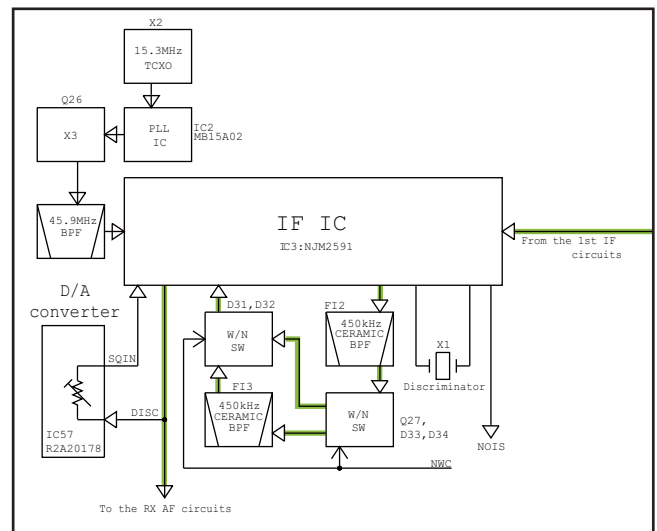 X2
15.3MHz
TCXO
Q26
X3
PLL
IC
IC2
MB15A02
45.9MHz
BPF
IF IC
IC3:NJM2591
From the 1st IF
circuits
D/A
converter
SQIN
DISC
IC57
R2A20178
D31,D32
W/N
SW
FI2
450kHz
CERAMIC
BPF
X1
Discriminator
FI3
450kHz
CERAMIC
BPF
W/N
SW
Q27,
D33,D34
NWC
NOIS
To the RX AF circuits